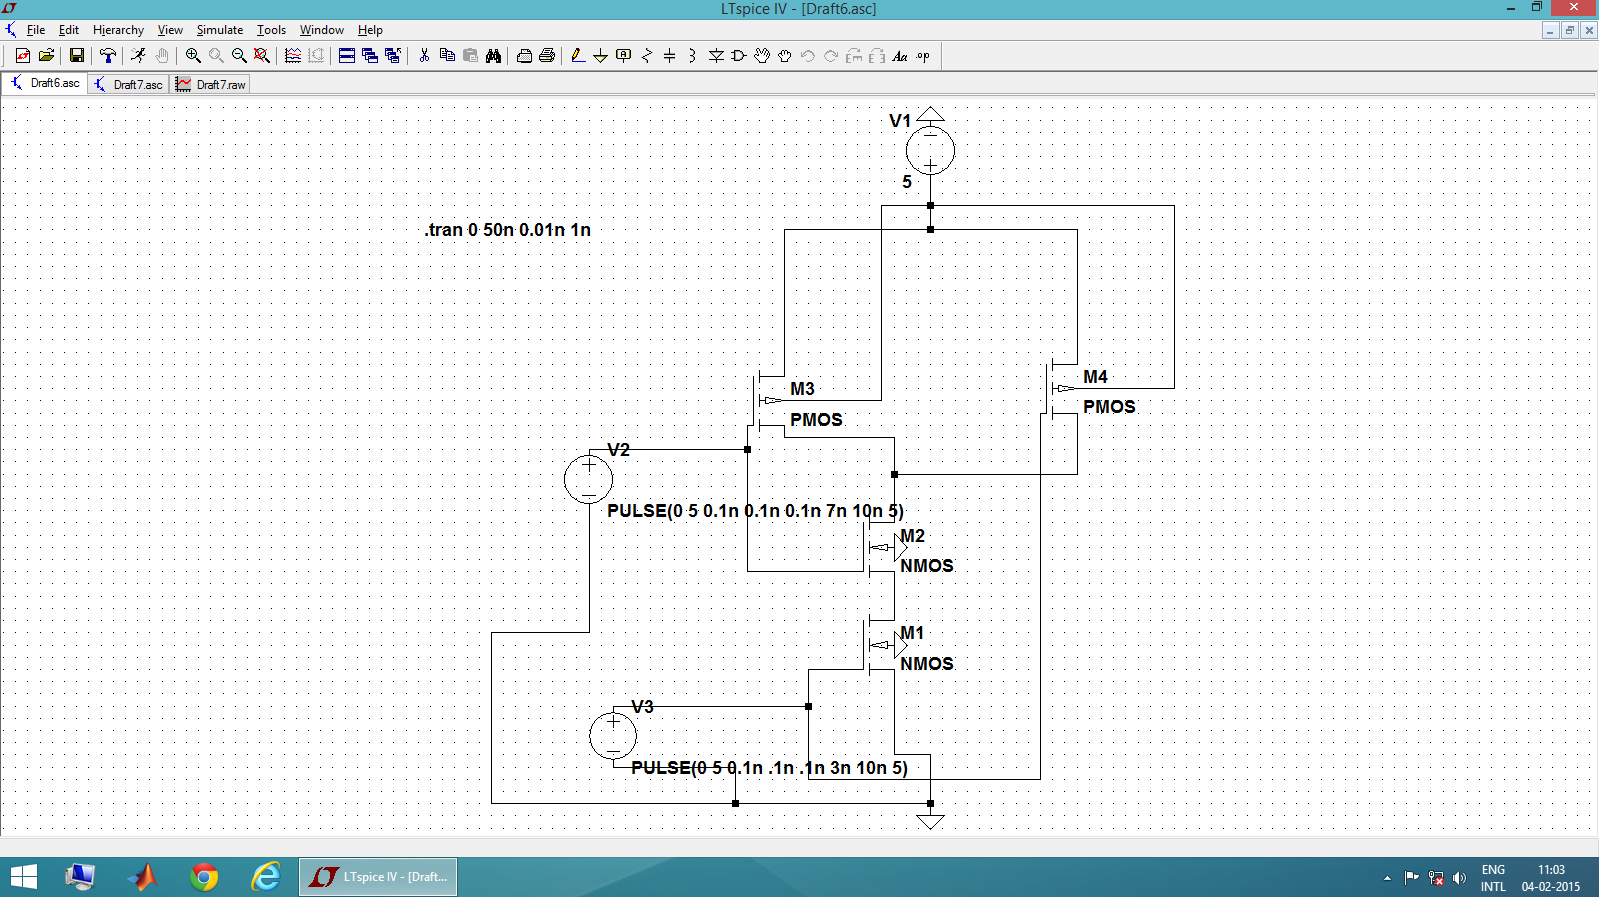 LTspice IV - [Draft6.asc]
File Edit Hierarchy View Simulate Tools Window Help
Aa .op
Draft6.asc Draft7.asc Draft7.raw
V1
5
.tran 0 50n 0.01n 1n
M4
PMOS
M3
PMOS
V2
PULSE(0 5 0.1n 0.1n 0.1n 7n 10n 5)
M2
NMOS
M1
NMOS
V3
PULSE(0 5 0.1n .1n .1n 3n 10n 5)
LTspice IV - [Draft...
ENG
INTL
11:03
04-02-2015